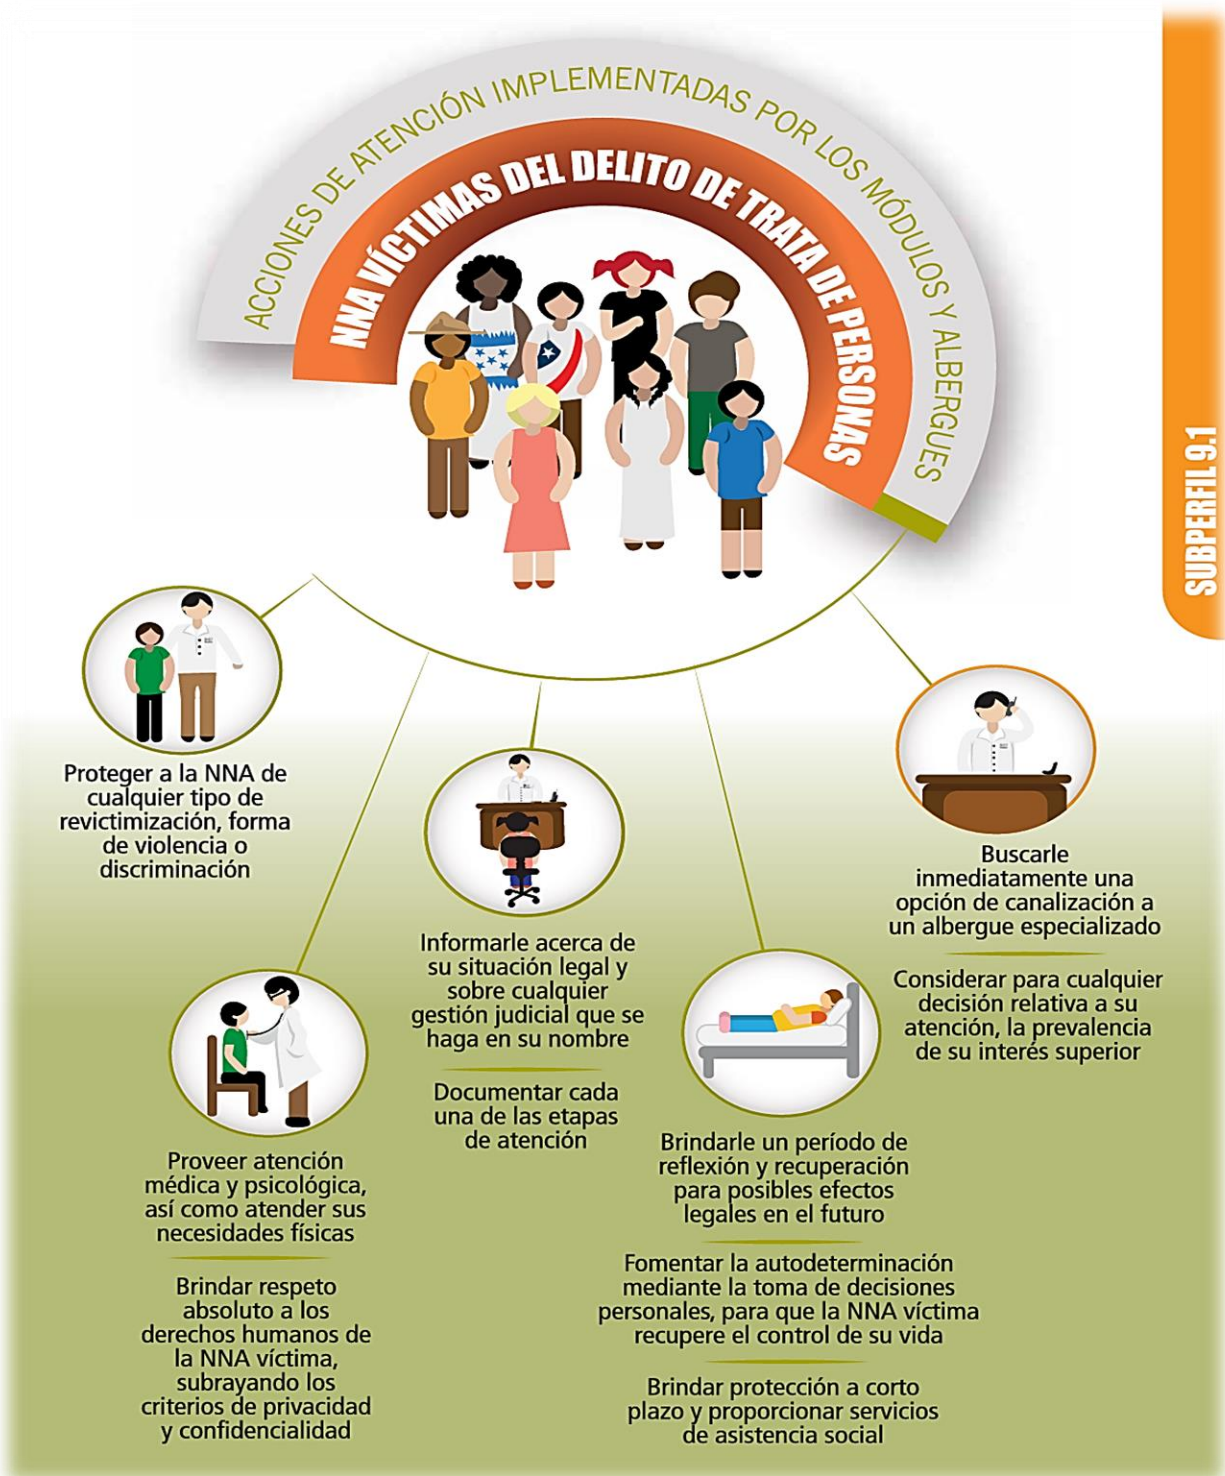 ACCIONES DE ATENCIÓN IMPLEMENTADAS POR LOS MÓDULOS Y ALBERGUES
NNA VÍCTIMAS DEL DELITO DE TRATA DE PERSONAS
SUBPERFIL 9.1
Proteger a la NNA de
cualquier tipo de
revictimización, forma
de violencia o
discriminación
Proveer atención
médica y psicológica,
así como atender sus
necesidades físicas
Brindar respeto
absoluto a los
derechos humanos de
la NNA víctima,
subrayando los
criterios de privacidad
y confidencialidad
Informarle acerca de
su situación legal y
sobre cualquier
gestión judicial que se
haga en su nombre
Documentar cada
una de las etapas
de atención
Brindarle un período de
reflexión y recuperación
para posibles efectos
legales en el futuro
Fomentar la autodeterminación
mediante la toma de decisiones
personales, para que la NNA víctima
recupere el control de su vida
Brindar protección a corto
plazo y proporcionar servicios
de asistencia social
Buscarle
inmediatamente una
opción de canalización a
un albergue especializado
Considerar para cualquier
decisión relativa a su
atención, la prevalencia
de su interés superior